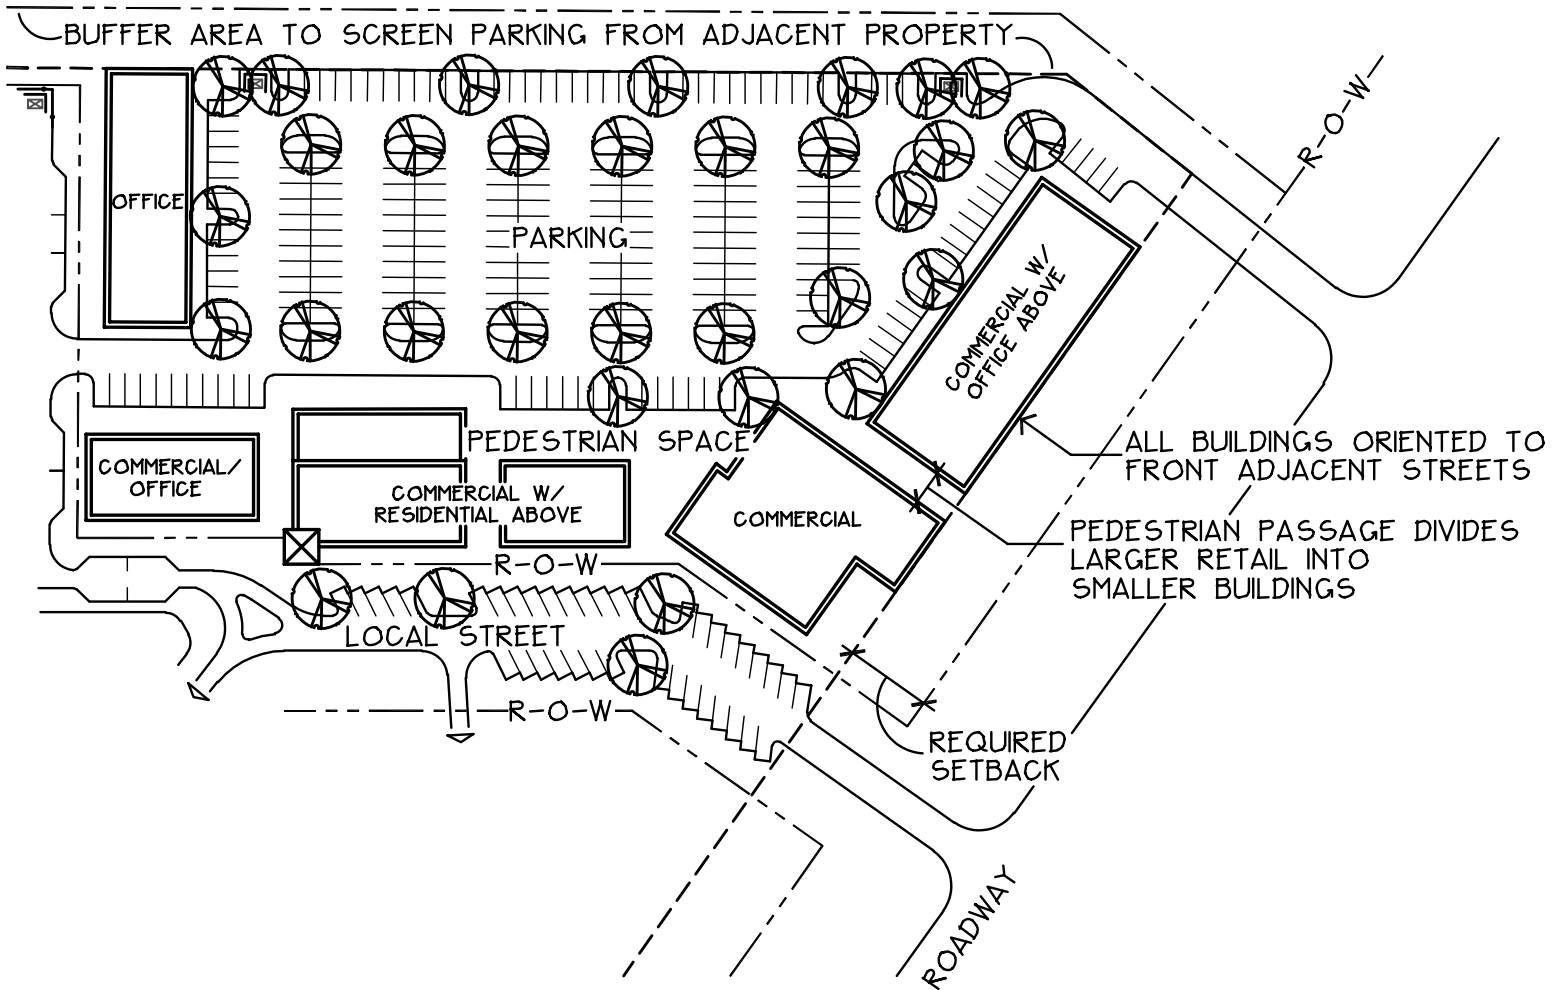 BUFFER AREA TO SCREEN PARKING FROM ADJACENT PROPERTY
R-O-W
OFFICE
PARKING
COMMERCIAL W/
OFFICE ABOVE
ALL BUILDINGS ORIENTED TO
FRONT ADJACENT STREETS
PEDESTRIAN SPACE
COMMERCIAL/
OFFICE
COMMERCIAL W/
RESIDENTIAL ABOVE
COMMERCIAL
PEDESTRIAN PASSAGE DIVIDES
LARGER RETAIL INTO
SMALLER BUILDINGS
R-O-W
LOCAL STREET
R-O-W
REQUIRED
SETBACK
ROADWAY